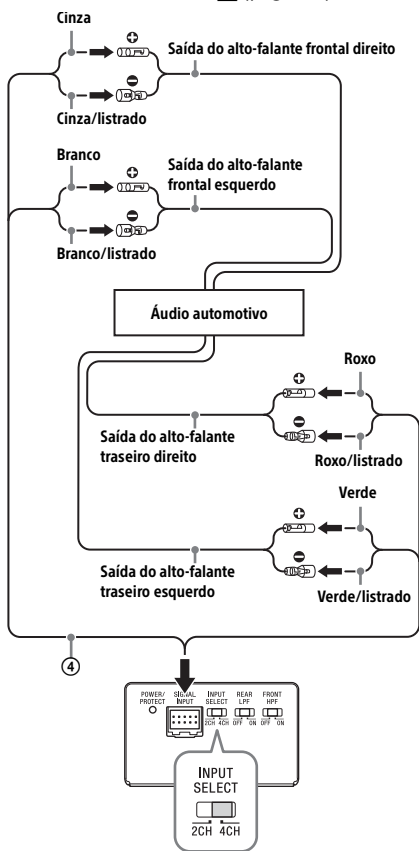 Cinza
Saída do alto-falante frontal direito
Cinza/listrado
Branco
Saída do alto-falante
frontal esquerdo
Branco/listrado
Áudio automotivo
Roxo
Saída do alto-falante
traseiro direito
Roxo/listrado
Verde
Saída do alto-falante
traseiro esquerdo
Verde/listrado
④
POWER/
PROTECT
INPUT
INPUT
SELECT
2CH 4CH
REAR
LPF
OFF ON
FRONT
HPF
OFF ON
INPUT
SELECT
2CH 4CH